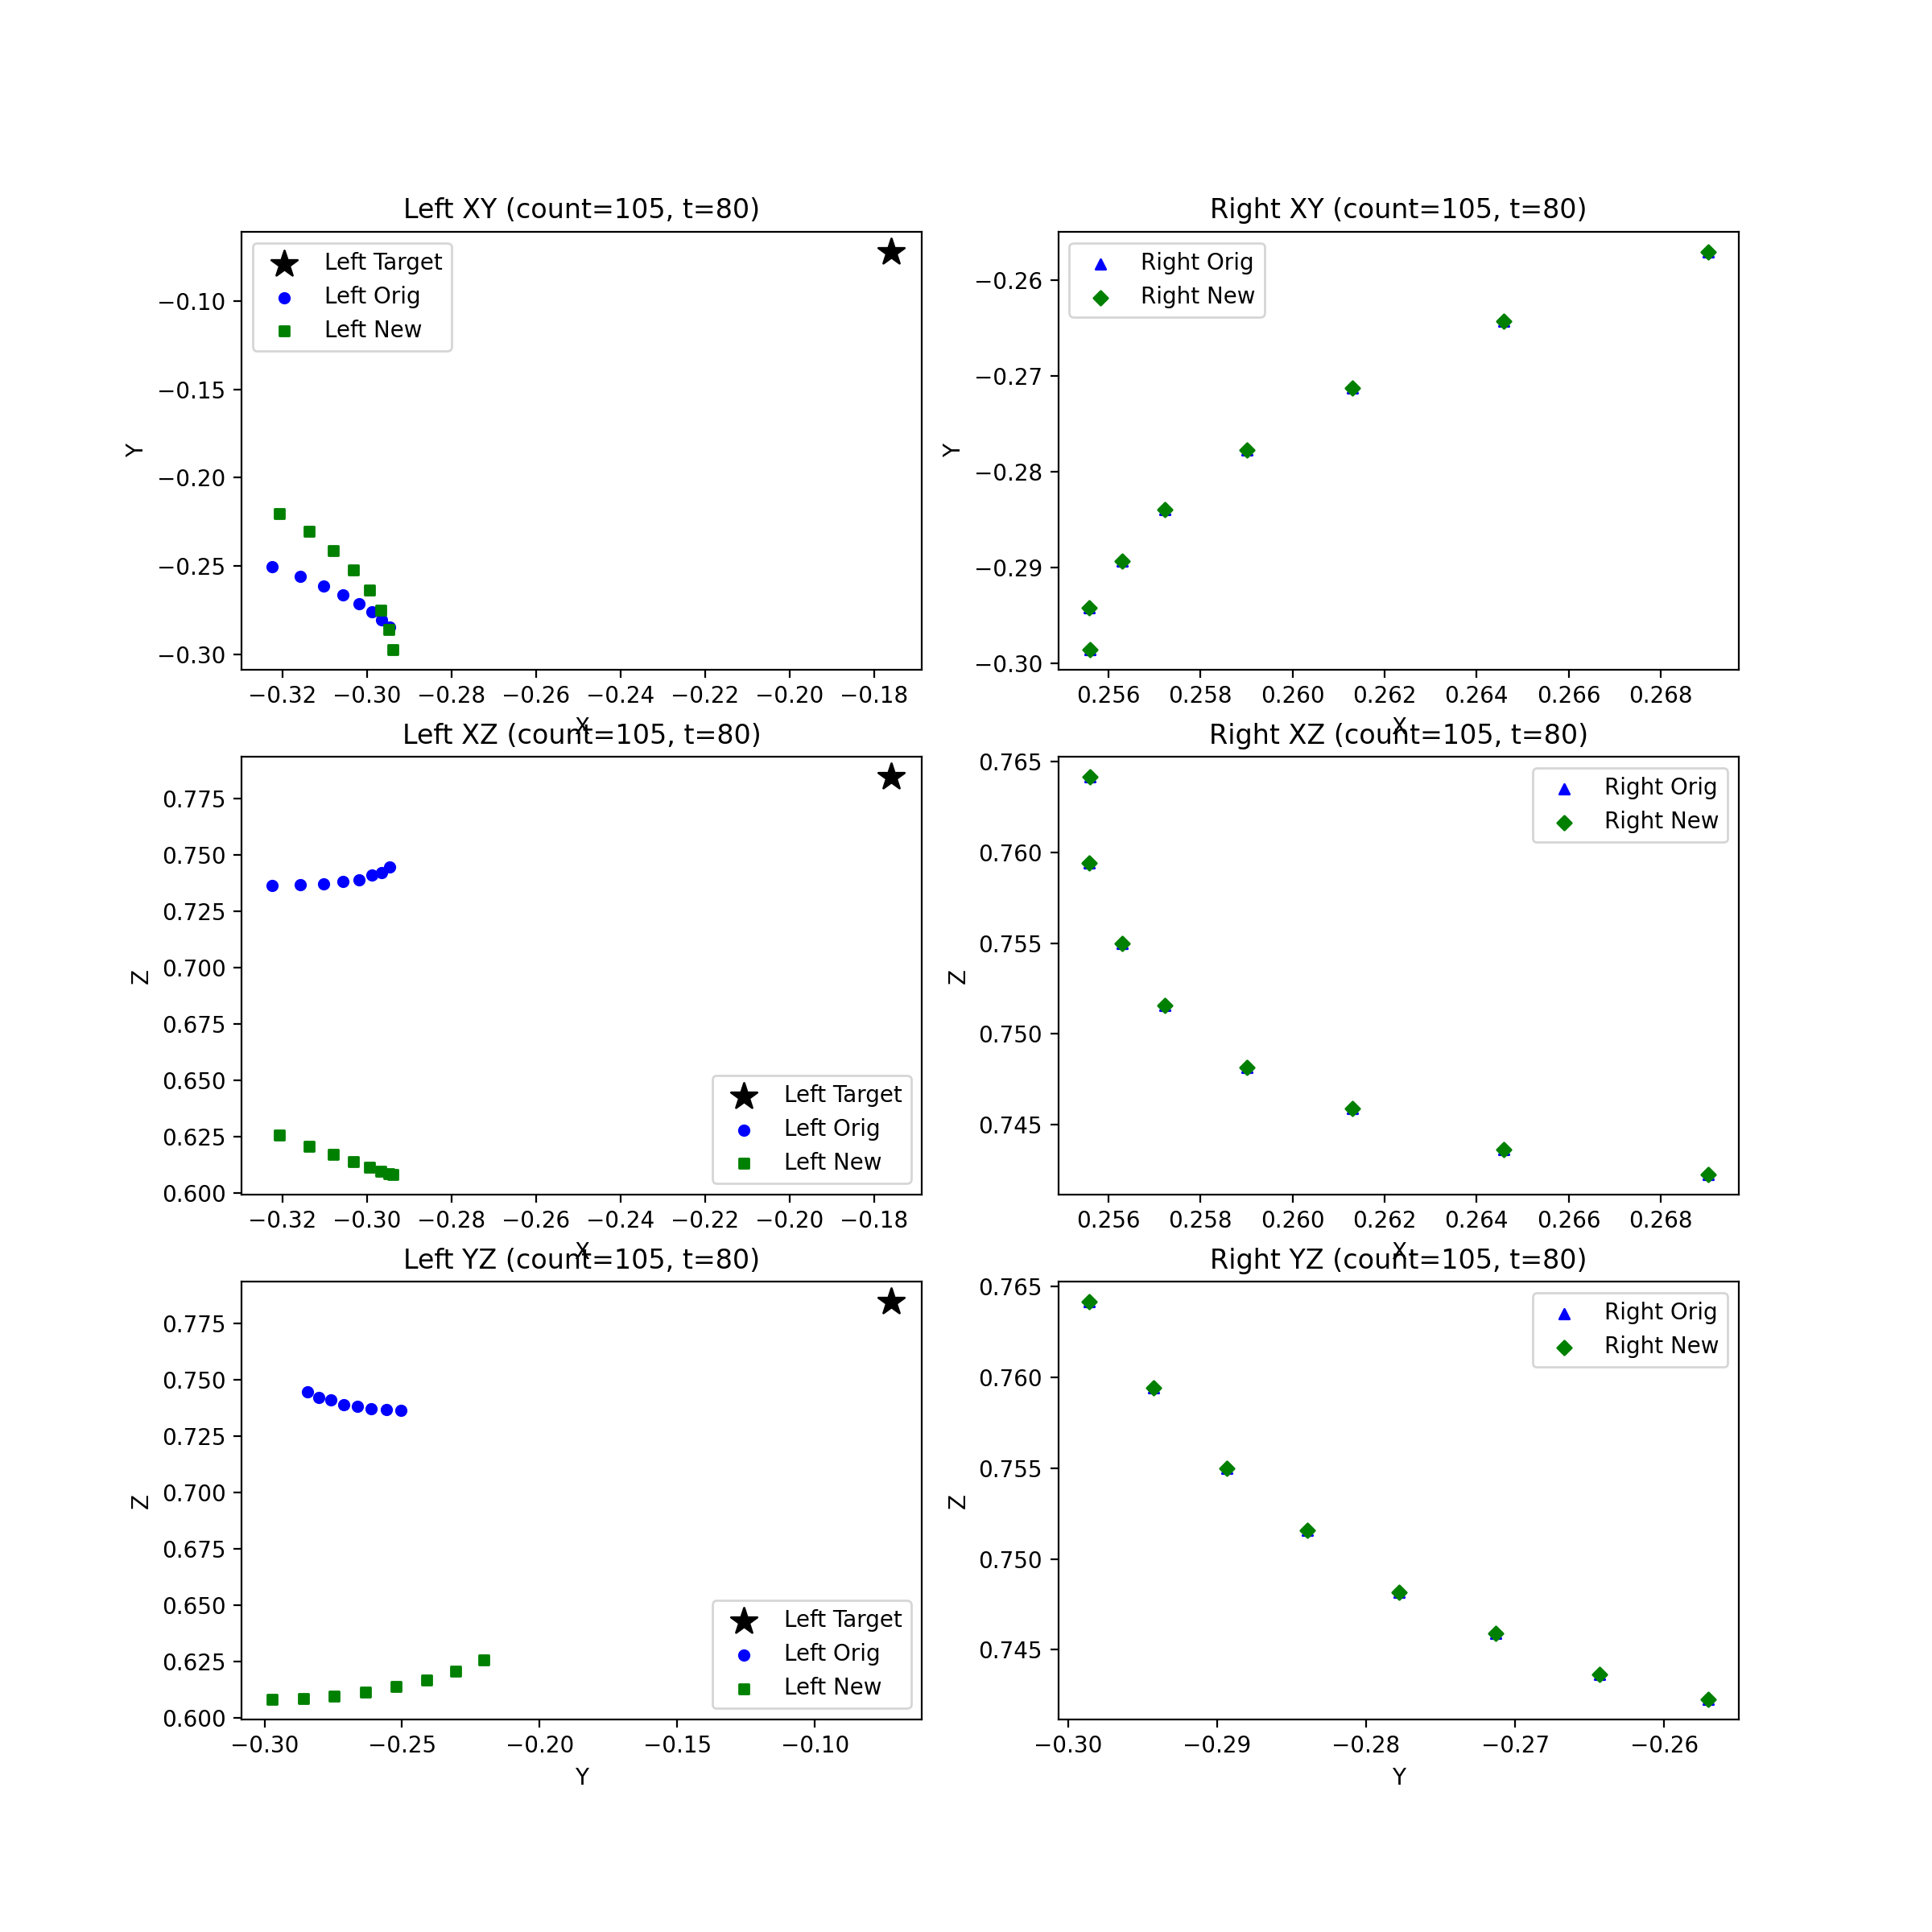 Left XY (count=105, t=80)
Left Target
Left Orig
Left New
Y
−0.10
−0.15
−0.20
−0.25
−0.30
−0.32 −0.30 −0.28 −0.26 −0.24 −0.22 −0.20 −0.18
X
Right XY (count=105, t=80)
Right Orig
Right New
Y
−0.26
−0.27
−0.28
−0.29
−0.30
0.256 0.258 0.260 0.262 0.264 0.266 0.268
X
Left XZ (count=105, t=80)
Left Target
Left Orig
Left New
Z
0.775
0.750
0.725
0.700
0.675
0.650
0.625
0.600
−0.32 −0.30 −0.28 −0.26 −0.24 −0.22 −0.20 −0.18
X
Right XZ (count=105, t=80)
Right Orig
Right New
Z
0.765
0.760
0.755
0.750
0.745
0.256 0.258 0.260 0.262 0.264 0.266 0.268
X
Left YZ (count=105, t=80)
Left Target
Left Orig
Left New
Z
0.775
0.750
0.725
0.700
0.675
0.650
0.625
0.600
−0.30 −0.25 −0.20 −0.15 −0.10
Y
Right YZ (count=105, t=80)
Right Orig
Right New
Z
0.765
0.760
0.755
0.750
0.745
−0.30 −0.29 −0.28 −0.27 −0.26
Y